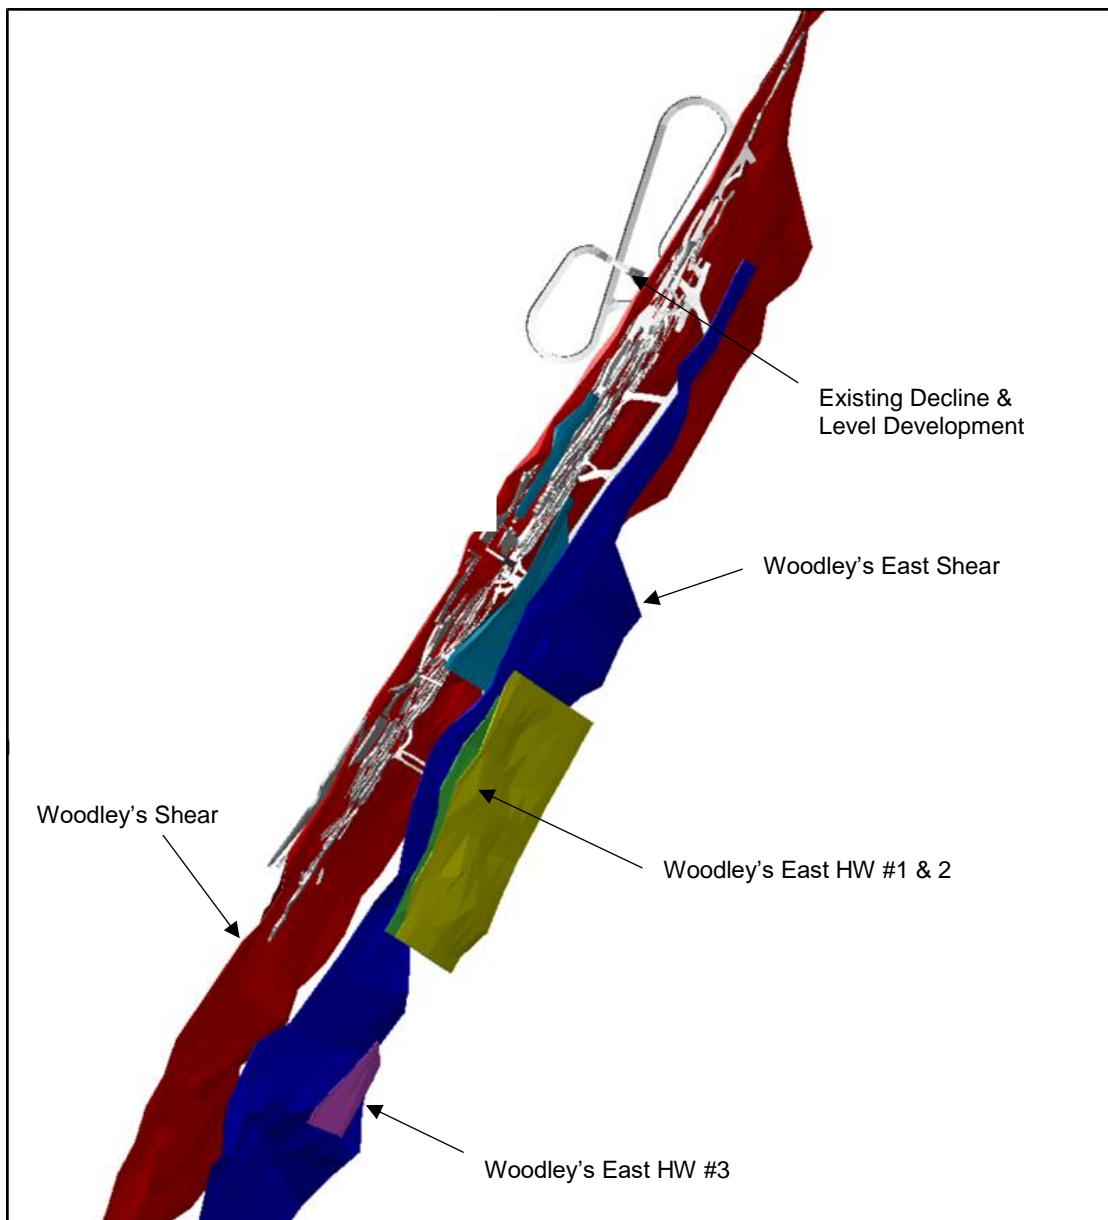 Existing Decline &
Level Development
Woodley’s East Shear
Woodley’s Shear
Woodley’s East HW #1 & 2
Woodley’s East HW #3